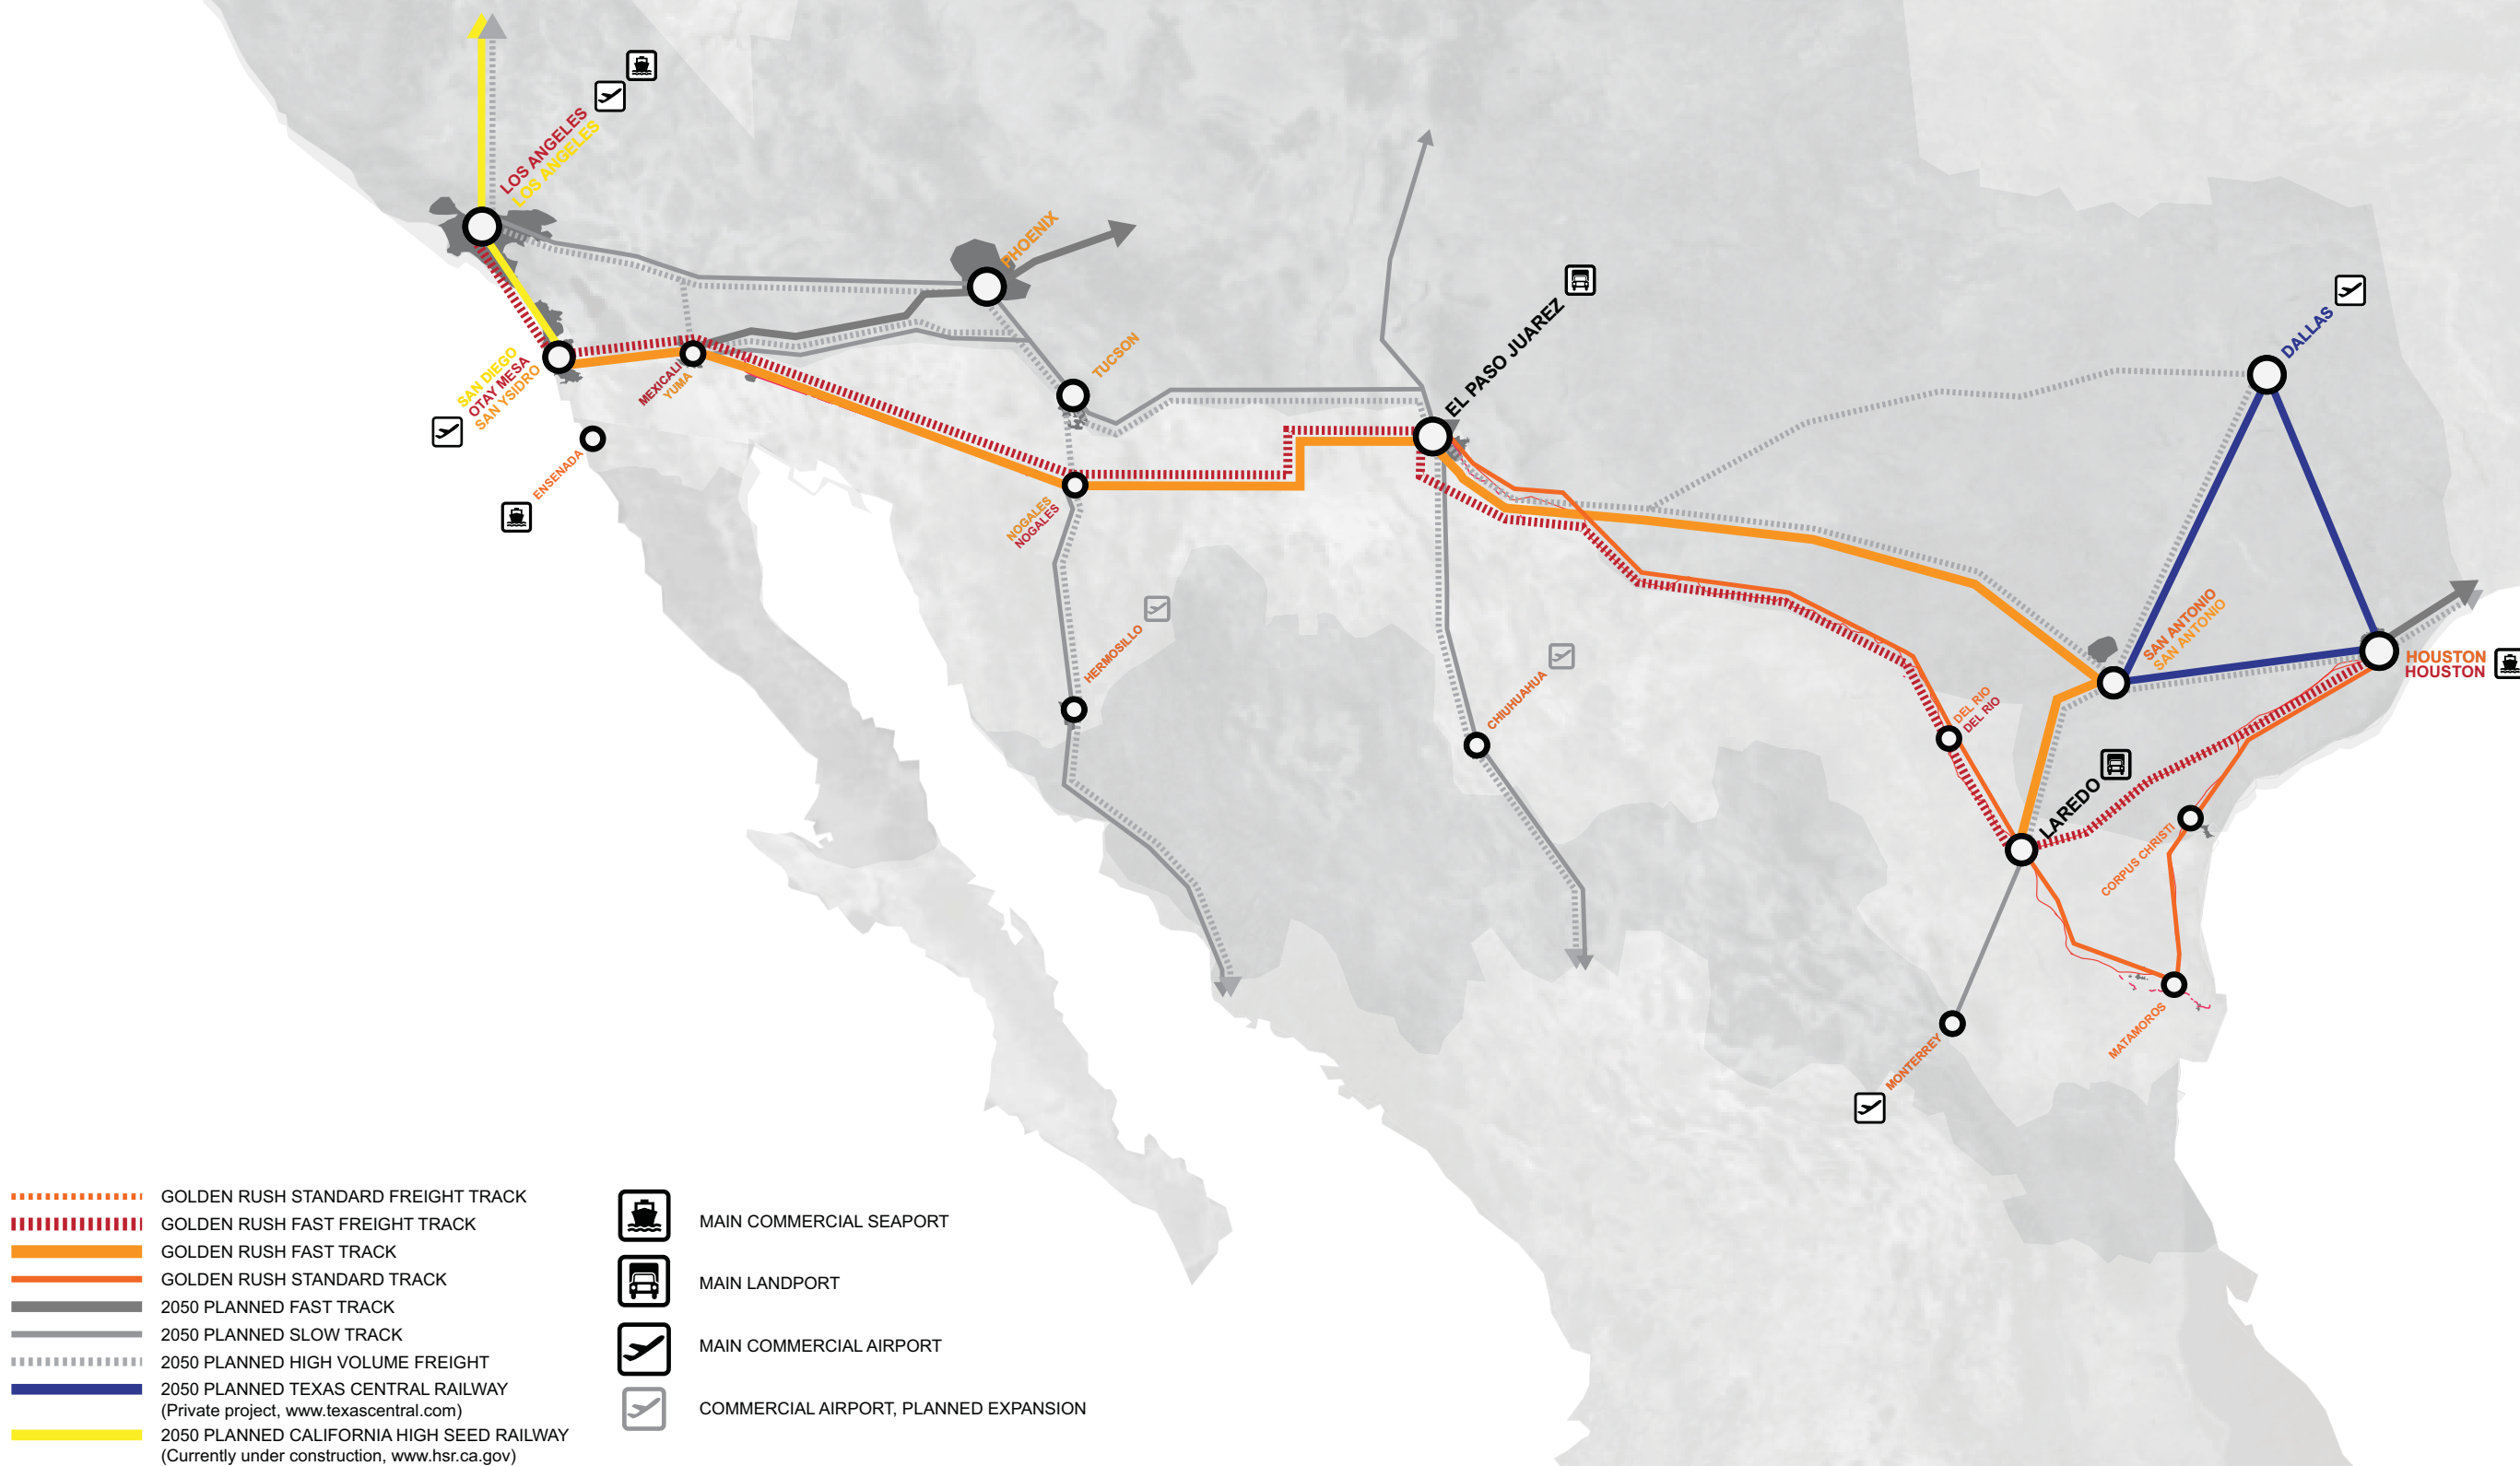 LOS ANGELES
LOS ANGELES
PHOENIX
TUCSON
EL PASO JUAREZ
DALLAS
SAN DIEGO
OTAY MESA
SAN YSIDRO
MEXICALI
YUMA
ENSENADA
NOGALES
NOGALES
HERMOSILLO
CHIUHUAHUA
SAN ANTONIO
SAN ANTONIO
HOUSTON
HOUSTON
DEL RIO
DEL RIO
LAREDO
CORPUS CHRISTI
MATAMOROS
MONTERREY
GOLDEN RUSH STANDARD FREIGHT TRACK
GOLDEN RUSH FAST FREIGHT TRACK
GOLDEN RUSH FAST TRACK
GOLDEN RUSH STANDARD TRACK
2050 PLANNED FAST TRACK
2050 PLANNED SLOW TRACK
2050 PLANNED HIGH VOLUME FREIGHT
2050 PLANNED TEXAS CENTRAL RAILWAY
(Private project, www.texascentral.com)
2050 PLANNED CALIFORNIA HIGH SEED RAILWAY
(Currently under construction, www.hsr.ca.gov)
MAIN COMMERCIAL SEAPORT
MAIN LANDPORT
MAIN COMMERCIAL AIRPORT
COMMERCIAL AIRPORT, PLANNED EXPANSION